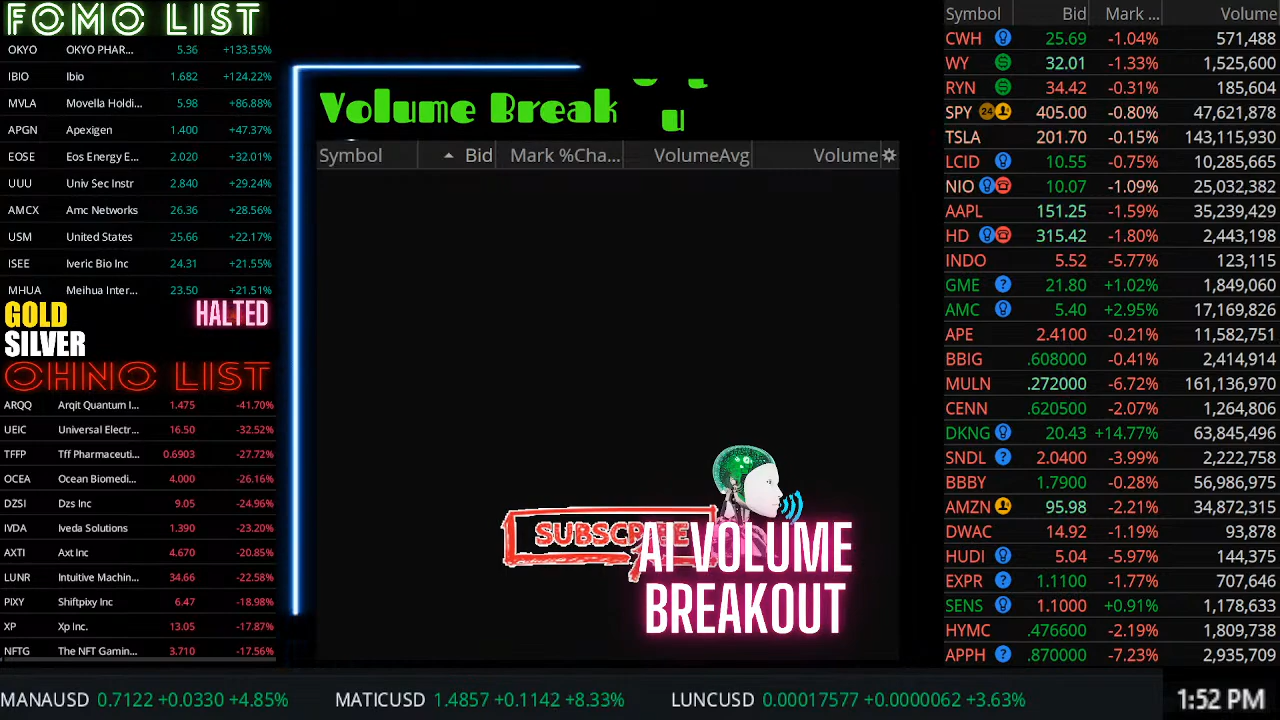 FOMO LIST
OKYO OKYO PHAR... 5.36 +133.55%
IBIO Ibio 1.682 +124.22%
MVLA Movella Holdi... 5.98 +86.88%
APGN Apexigen 1.400 +47.37%
EOSE Eos Energy E... 2.020 +32.01%
UUU Univ Sec Instr 2.840 +29.24%
AMCX Amc Networks 26.36 +28.56%
USM United States 25.66 +22.17%
ISEE Iveric Bio Inc 24.31 +21.55%
MHUA Meihua Inter... 23.50 +21.51%
GOLD HALTED
SILVER
OHNO LIST
ARQQ Arqit Quantum I... 1.475 -41.70%
UEIC Universal Electr... 16.50 -32.52%
TFFP Tff Pharmaceuti... 0.6903 -27.72%
OCEA Ocean Biomedi... 4.000 -26.16%
DZSI Dzs Inc 9.05 -24.96%
IVDA Iveda Solutions 1.390 -23.20%
AXTI Axt Inc 4.670 -20.85%
LUNR Intuitive Machin... 34.66 -22.58%
PIXY Shiftpixy Inc 6.47 -18.98%
XP Xp Inc. 13.05 -17.87%
NFTG The NFT Gamin... 3.710 -17.56%
Volume Break
Symbol Bid Mark %Cha... VolumeAvg Volume
SUBSCRIBE
AI VOLUME
BREAKOUT
Symbol Bid Mark ... Volume
CWH 25.69 -1.04% 571,488
WY 32.01 -1.33% 1,525,600
RYN 34.42 -0.31% 185,604
SPY 24 405.00 -0.80% 47,621,878
TSLA 201.70 -0.15% 143,115,930
LCID 10.55 -0.75% 10,285,665
NIO 10.07 -1.09% 25,032,382
AAPL 151.25 -1.59% 35,239,429
HD 315.42 -1.80% 2,443,198
INDO 5.52 -5.77% 123,115
GME ? 21.80 +1.02% 1,849,060
AMC 5.40 +2.95% 17,169,826
APE 2.4100 -0.21% 11,582,751
BBIG .608000 -0.41% 2,414,914
MULN .272000 -6.72% 161,136,970
CENN .620500 -2.07% 1,264,806
DKNG 20.43 +14.77% 63,845,496
SNDL ? 2.0400 -3.99% 2,222,758
BBBY 1.7900 -0.28% 56,986,975
AMZN 95.98 -2.21% 34,872,315
DWAC 14.92 -1.19% 93,878
HUDI 5.04 -5.97% 144,375
EXPR ? 1.1100 -1.77% 707,646
SENS 1.1000 +0.91% 1,178,633
HYMC .476600 -2.19% 1,809,738
APPH ? .870000 -7.23% 2,935,709
MANAUSD 0.7122 +0.0330 +4.85% MATICUSD 1.4857 +0.1142 +8.33% LUNCUSD 0.00017577 +0.0000062 +3.63% 1:52 PM